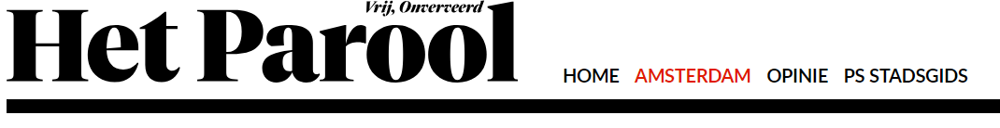 Vrij, Onverveerd
Het Parool
HOME AMSTERDAM OPINIE PS STADSGIDS